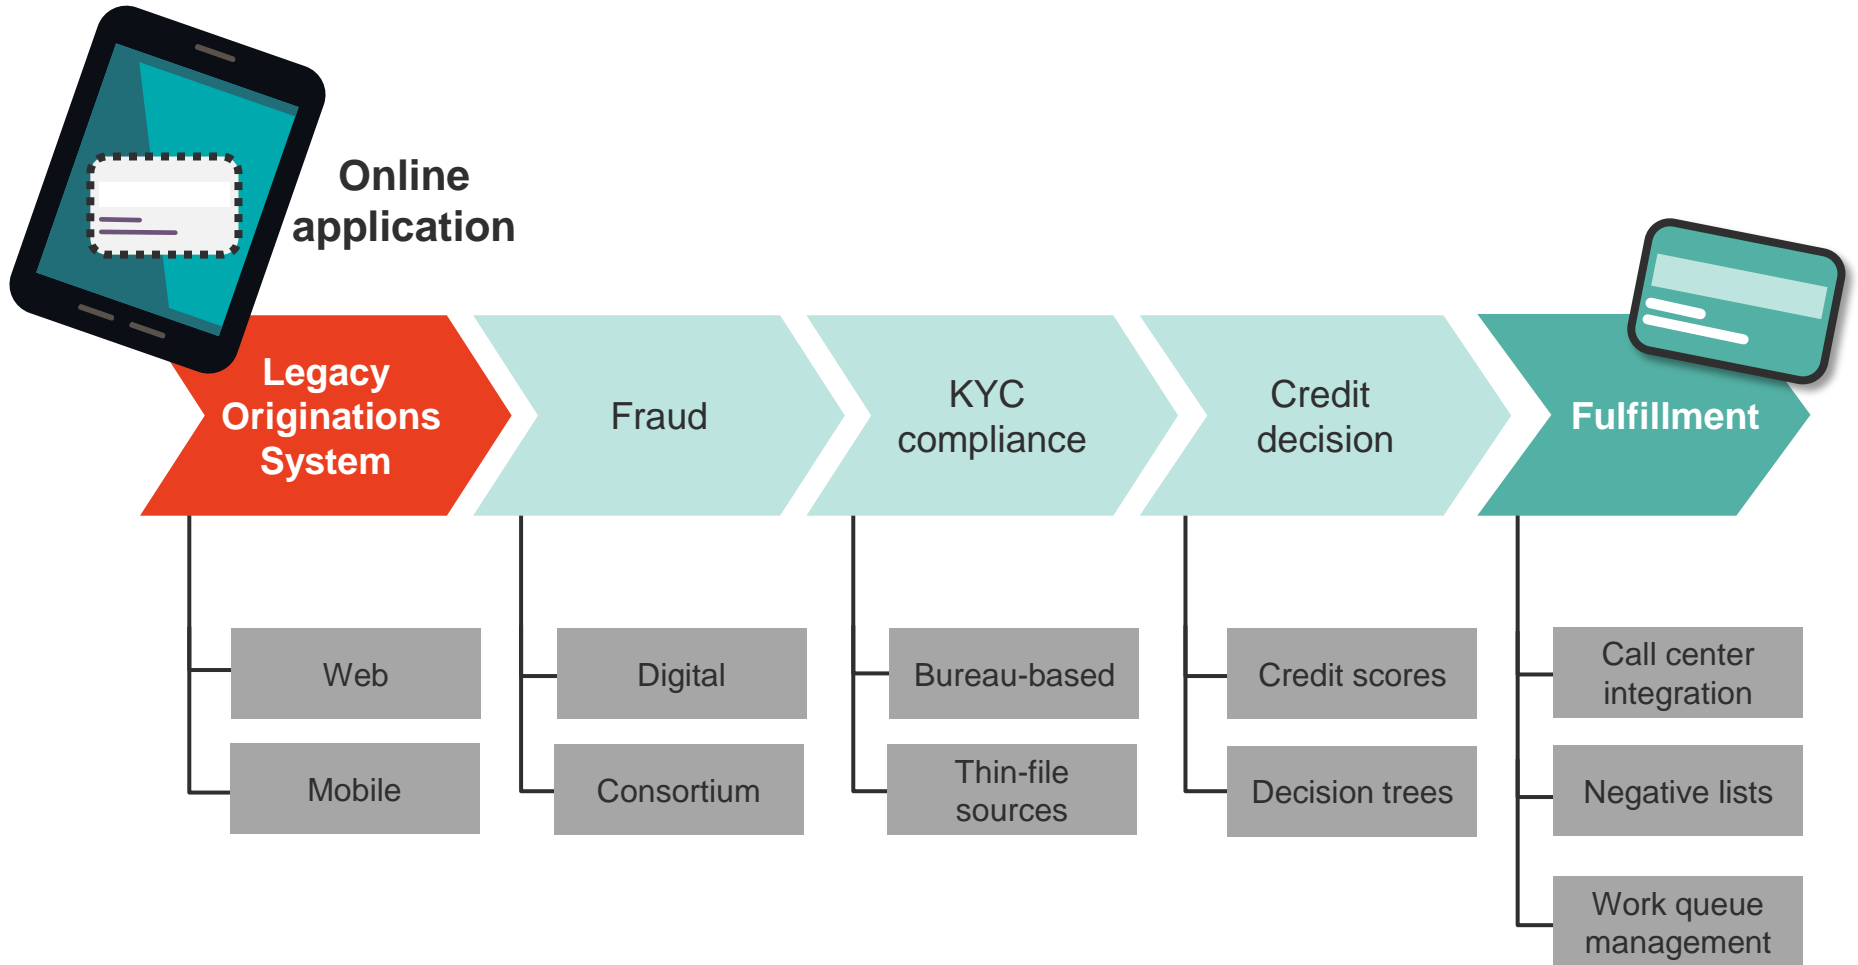 Online
application
Legacy
Originations
System
Fraud
KYC
compliance
Credit
decision
Fulfillment
Web
Mobile
Digital
Consortium
Bureau-based
Thin-file
sources
Credit scores
Decision trees
Call center
integration
Negative lists
Work queue
management